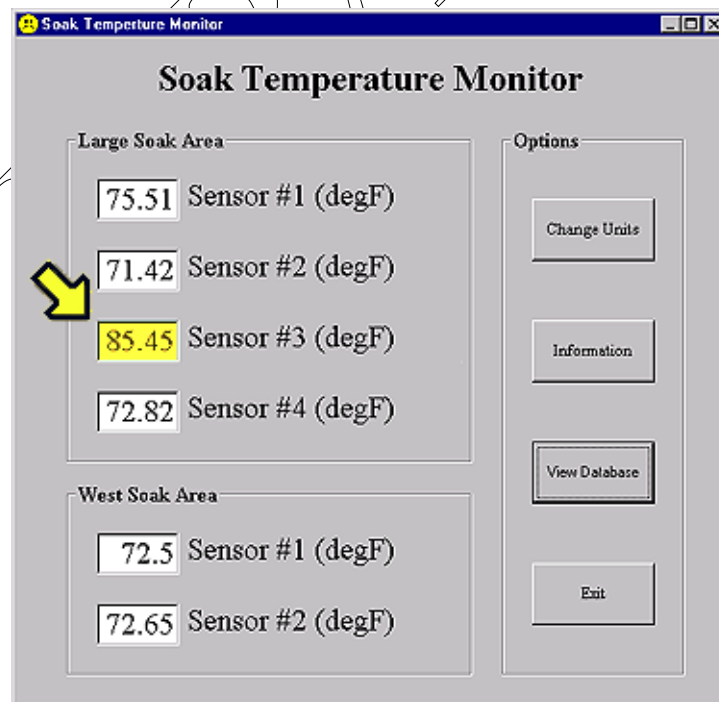 Soak Temperture Monitor
Soak Temperature Monitor
Large Soak Area
75.51 Sensor #1 (degF)
71.42 Sensor #2 (degF)
85.45 Sensor #3 (degF)
72.82 Sensor #4 (degF)
West Soak Area
72.5 Sensor #1 (degF)
72.65 Sensor #2 (degF)
Options
Change Units
Information
View Database
Exit